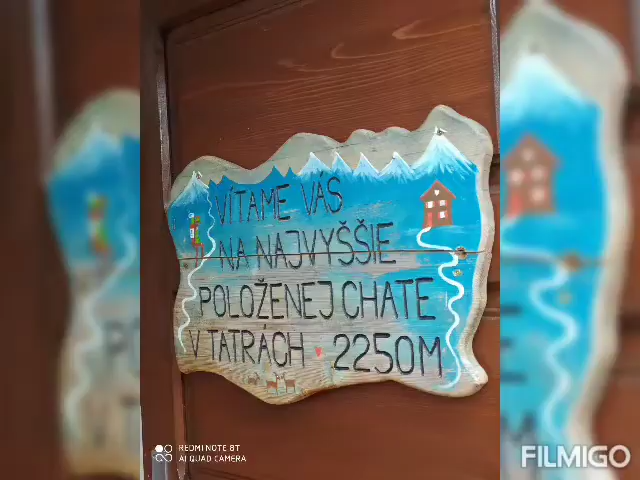 VÍTAME VÁS
NA NAJVYŠŠIE
POLOŽENEJ CHATE
V TATRÁCH 2250M
REDMI NOTE 8T
AI QUAD CAMERA
FILMIGO